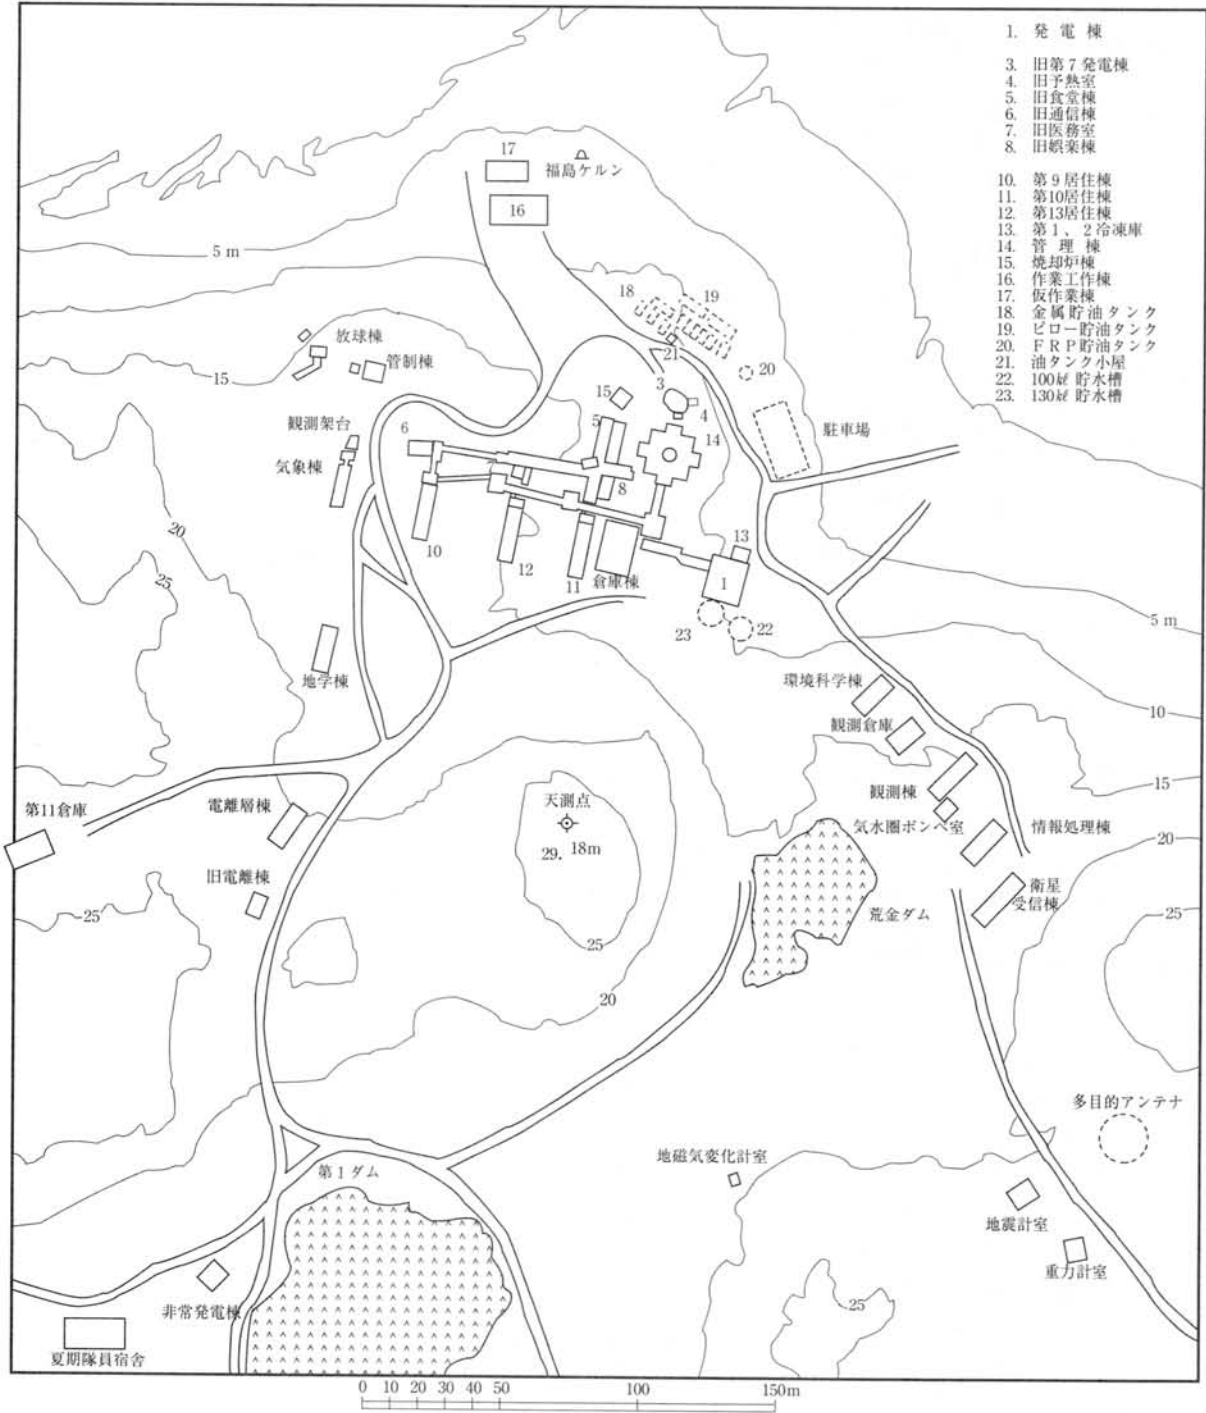 1. 発電棟
3. 旧第7発電棟
4. 旧予熱室
5. 旧食堂棟
6. 旧通信棟
7. 旧医務室
8. 旧娯楽棟
10. 第9居住棟
11. 第10居住棟
12. 第13居住棟
13. 第1、2冷凍庫
14. 管理棟
15. 焼却炉棟
16. 作業工作棟
17. 仮作業棟
18. 金属貯油タンク
19. ピロー貯油タンク
20. FRP貯油タンク
21. 油タンク小屋
22. 100㎘貯水槽
23. 130㎘貯水槽
17
福島ケルン
16
5m
18
19
放球棟
21
管制棟
20
15
3
15
4
観測架台
5
6
14
駐車場
気象棟
7
8
20
10
13
25
12
11
倉庫棟
1
23
22
5m
地学棟
環境科学棟
10
観測倉庫
15
観測棟
第11倉庫
電離層棟
天測点
気水圏ボンベ室
情報処理棟
29.18m
20
旧電離棟
衛星
受信棟
荒金ダム
25
25
25
20
多目的アンテナ
地磁気変化計室
第1ダム
地震計室
重力計室
25
非常発電棟
夏期隊員宿舎
0 10 20 30 40 50 100 150m